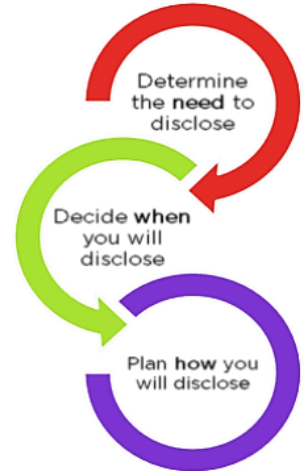 Determine
the need to
disclose
Decide when
you will
disclose
Plan how you
will disclose